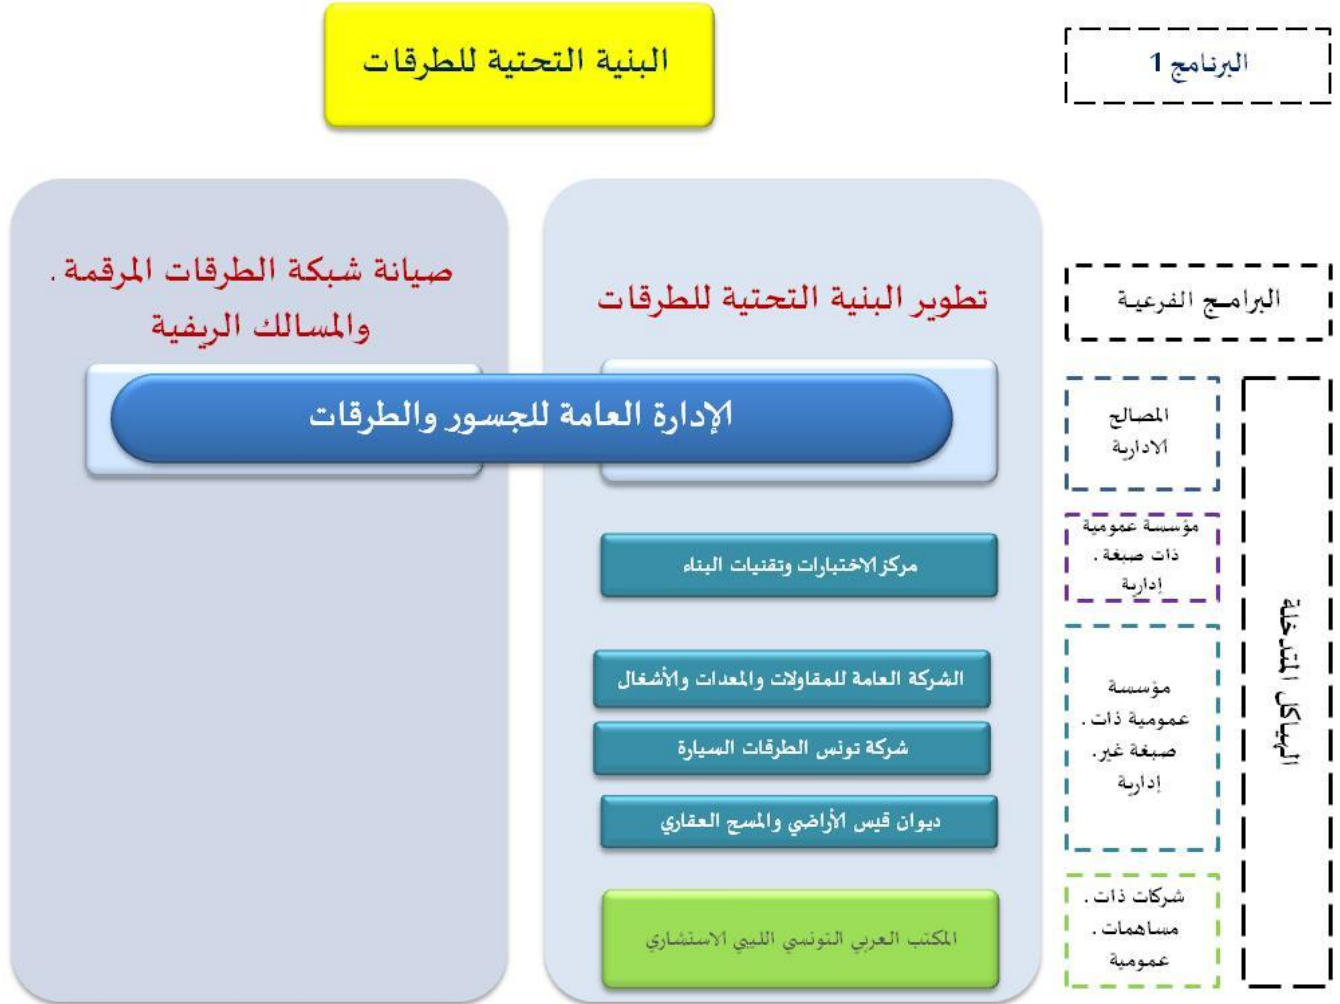 البرنامج 1
البنية التحتية للطرقات
البرامج الفرعية
تطوير البنية التحتية للطرقات
صيانة شبكة الطرقات المرقمة .
والمسالك الريفية
الهياكل المتدخلة
المصالح
الادارية
الإدارة العامة للجسور والطرقات
مؤسسة عمومية
ذات صبغة .
إدارية
مركز الاختبارات وتقنيات البناء
مؤسسة
عمومية ذات .
صبغة غير .
إدارية
الشركة العامة للمقاولات والمعدات والأشغال
شركة تونس الطرقات السيارة
ديوان قيس الأراضي والمسح العقاري
شركات ذات .
مساهمات .
عمومية
المكتب العربي التونسي الليبي الاستشاري